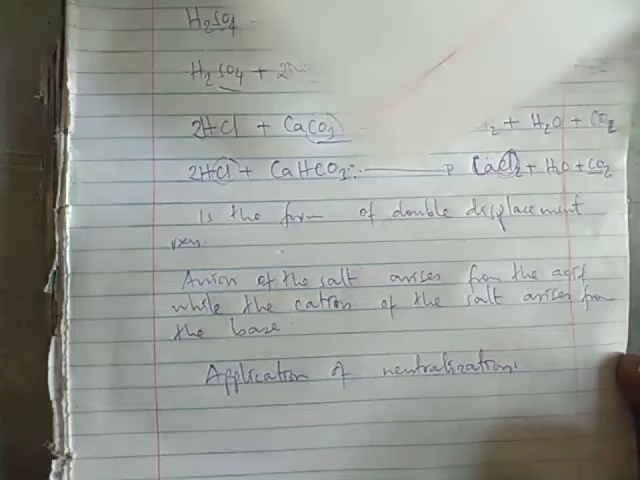 H₂SO₄
H₂SO₄ + 2N
2HCl + CaCO₃ ₂ + H₂O + CO₂
2HCl + CaHCO₃: → CaCl₂ + H₂O + CO₂
Is the form of double displacement
rxn.
Anion of the salt arises from the acid
while the cation of the salt arises from
the base.
Application of neutralization.